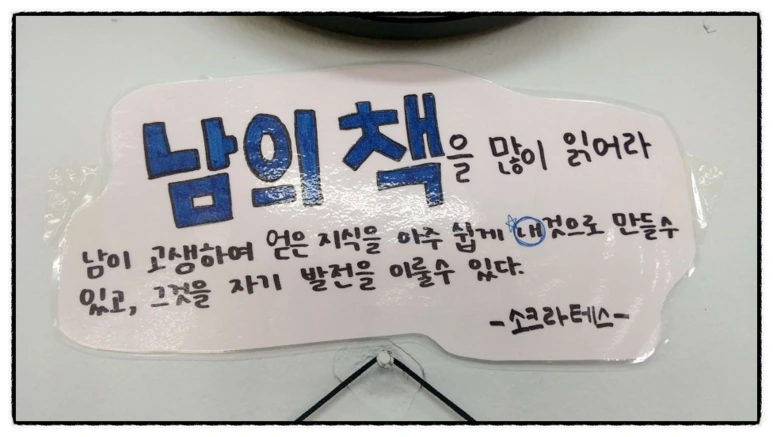 남의 책을 많이 읽어라
남이 고생하여 얻은 지식을 아주 쉽게 내것으로 만들수
있고, 그것을 자기 발전을 이룰수 있다.
-소크라테스-